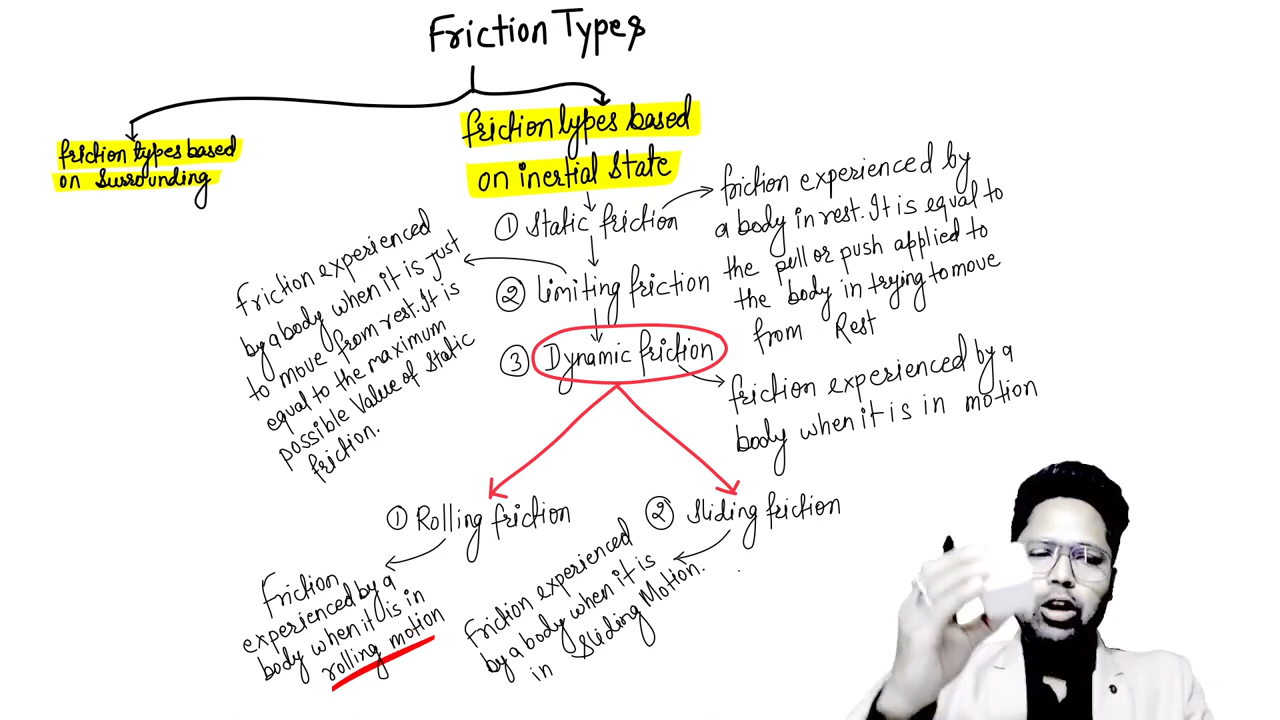 Friction Types
friction types based
on Surrounding
friction types based
on inertial State
① Static friction
friction experienced by
a body in rest. It is equal to
the pull or push applied to
the body in trying to move
from Rest
② limiting friction
Friction experienced
by a body when it is just
to move from rest. It is
equal to the maximum
possible Value of Static
friction.
③ Dynamic friction
friction experienced by a
body when it is in motion
① Rolling friction
Friction
experienced by a
body when it is in
rolling motion
② Sliding friction
Friction experienced
by a body when it is
in Sliding Motion.